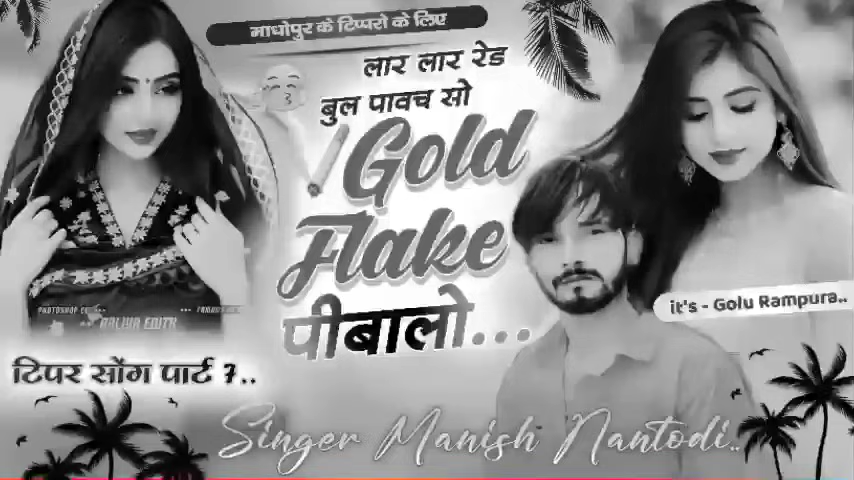 माधोपुर के टिप्परो के लिए
लार लार रेड
बुल पावच सो
Gold
Flake
पीबालो...
it's - Golu Rampura..
टिपर सोंग पार्ट 7..
Singer Manish Nantodi..